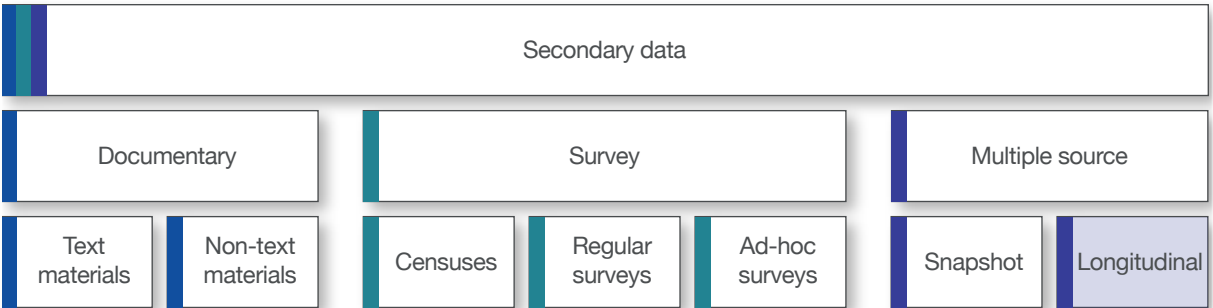 Secondary data
Documentary
Survey
Multiple source
Text
materials
Non-text
materials
Censuses
Regular
surveys
Ad-hoc
surveys
Snapshot
Longitudinal